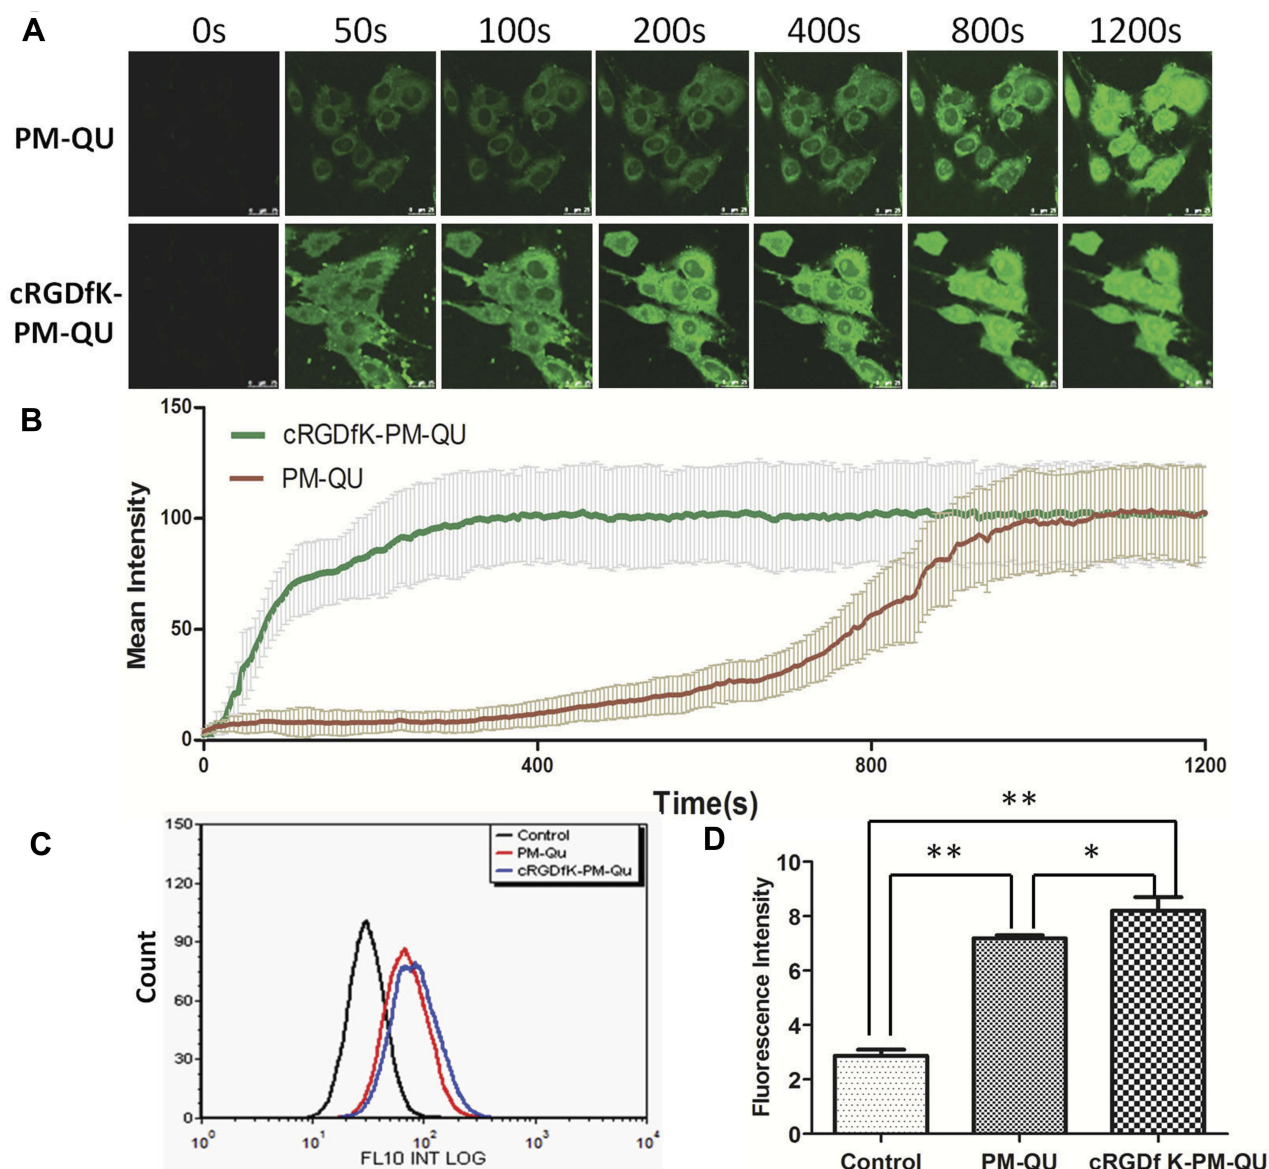 A
0s 50s 100s 200s 400s 800s 1200s
PM-QU
cRGDfK-
PM-QU
B
150
100
50
0
Mean Intensity
cRGDfK-PM-QU
PM-QU
0 400 800 1200
Time(s)
C
150
120
90
60
30
0
Count
Control
PM-Qu
cRGDfK-PM-Qu
10⁰ 10¹ 10² 10³ 10⁴
FL10 INT LOG
D
**
** *
10
8
6
4
2
0
Fluorescence Intensity
Control PM-QU cRGDf K-PM-QU